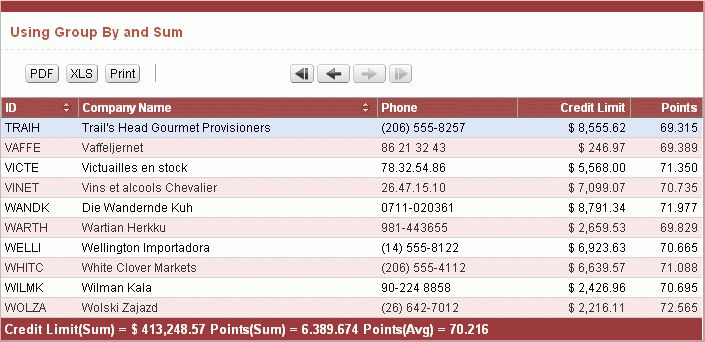 Using Group By and Sum
PDF XLS Print
ID Company Name Phone Credit Limit Points
TRAIH Trail's Head Gourmet Provisioners (206) 555-8257 $ 8,555.62 69.315
VAFFE Vaffeljernet 86 21 32 43 $ 246.97 69.389
VICTE Victuailles en stock 78.32.54.86 $ 5,568.00 71.350
VINET Vins et alcools Chevalier 26.47.15.10 $ 7,099.07 70.735
WANDK Die Wandernde Kuh 0711-020361 $ 8,791.34 71.977
WARTH Wartian Herkku 981-443655 $ 2,659.53 69.829
WELLI Wellington Importadora (14) 555-8122 $ 6,923.63 70.665
WHITC White Clover Markets (206) 555-4112 $ 6,639.57 71.088
WILMK Wilman Kala 90-224 8858 $ 2,426.96 70.695
WOLZA Wolski Zajazd (26) 642-7012 $ 2,216.11 72.565
Credit Limit(Sum) = $ 413,248.57 Points(Sum) = 6.389.674 Points(Avg) = 70.216